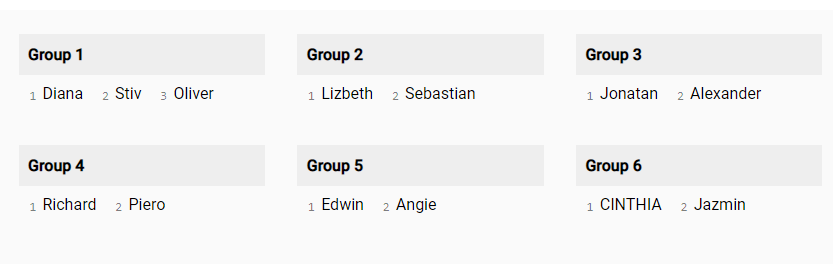 Group 1
1 Diana 2 Stiv 3 Oliver
Group 2
1 Lizbeth 2 Sebastian
Group 3
1 Jonatan 2 Alexander
Group 4
1 Richard 2 Piero
Group 5
1 Edwin 2 Angie
Group 6
1 CINTHIA 2 Jazmin